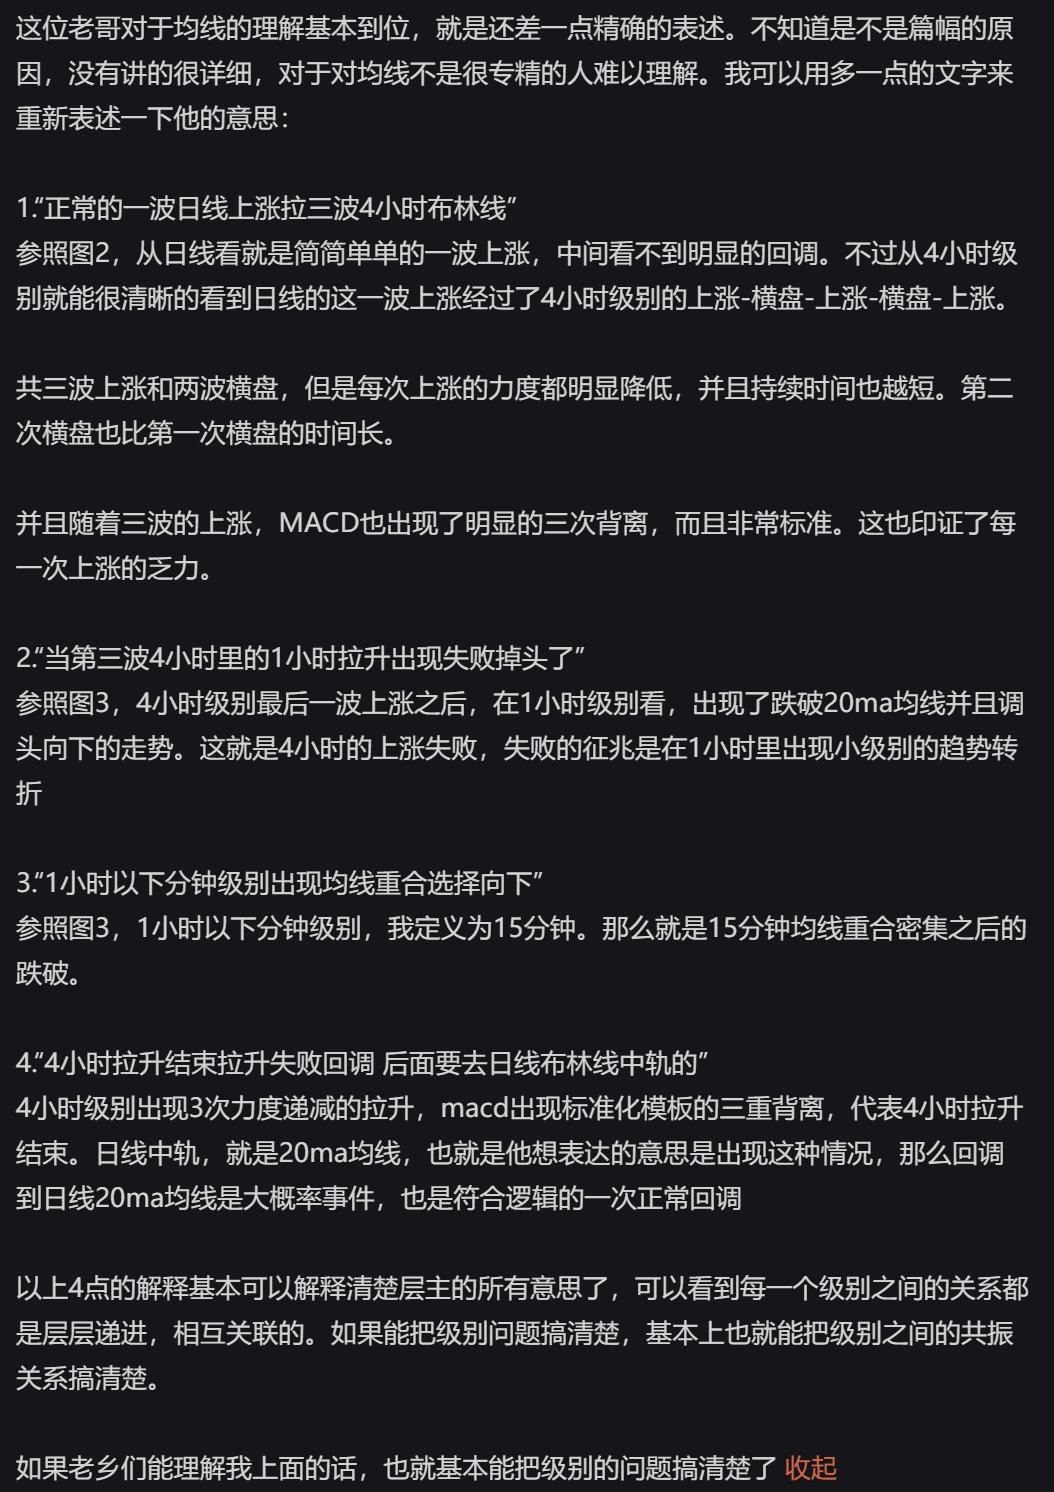 这位老哥对于均线的理解基本到位，就是还差一点精确的表述。不知道是不是篇幅的原
因，没有讲的很详细，对于对均线不是很专精的人难以理解。我可以用多一点的文字来
重新表述一下他的意思：
1.“正常的一波日线上涨拉三波4小时布林线”
参照图2，从日线看就是简简单单的一波上涨，中间看不到明显的回调。不过从4小时级
别就能很清晰的看到日线的这一波上涨经过了4小时级别的上涨-横盘-上涨-横盘-上涨。
共三波上涨和两波横盘，但是每次上涨的力度都明显降低，并且持续时间也越短。第二
次横盘也比第一次横盘的时间长。
并且随着三波的上涨，MACD也出现了明显的三次背离，而且非常标准。这也印证了每
一次上涨的乏力。
2.“当第三波4小时里的1小时拉升出现失败掉头了”
参照图3，4小时级别最后一波上涨之后，在1小时级别看，出现了跌破20ma均线并且调
头向下的走势。这就是4小时的上涨失败，失败的征兆是在1小时里出现小级别的趋势转
折
3.“1小时以下分钟级别出现均线重合选择向下”
参照图3，1小时以下分钟级别，我定义为15分钟。那么就是15分钟均线重合密集之后的
跌破。
4.“4小时拉升结束拉升失败回调 后面要去日线布林线中轨的”
4小时级别出现3次力度递减的拉升，macd出现标准化模板的三重背离，代表4小时拉升
结束。日线中轨，就是20ma均线，也就是他想表达的意思是出现这种情况，那么回调
到日线20ma均线是大概率事件，也是符合逻辑的一次正常回调
以上4点的解释基本可以解释清楚层主的所有意思了，可以看到每一个级别之间的关系都
是层层递进，相互关联的。如果能把级别问题搞清楚，基本上也就能把级别之间的共振
关系搞清楚。
如果老乡们能理解我上面的话，也就基本能把级别的问题搞清楚了 收起